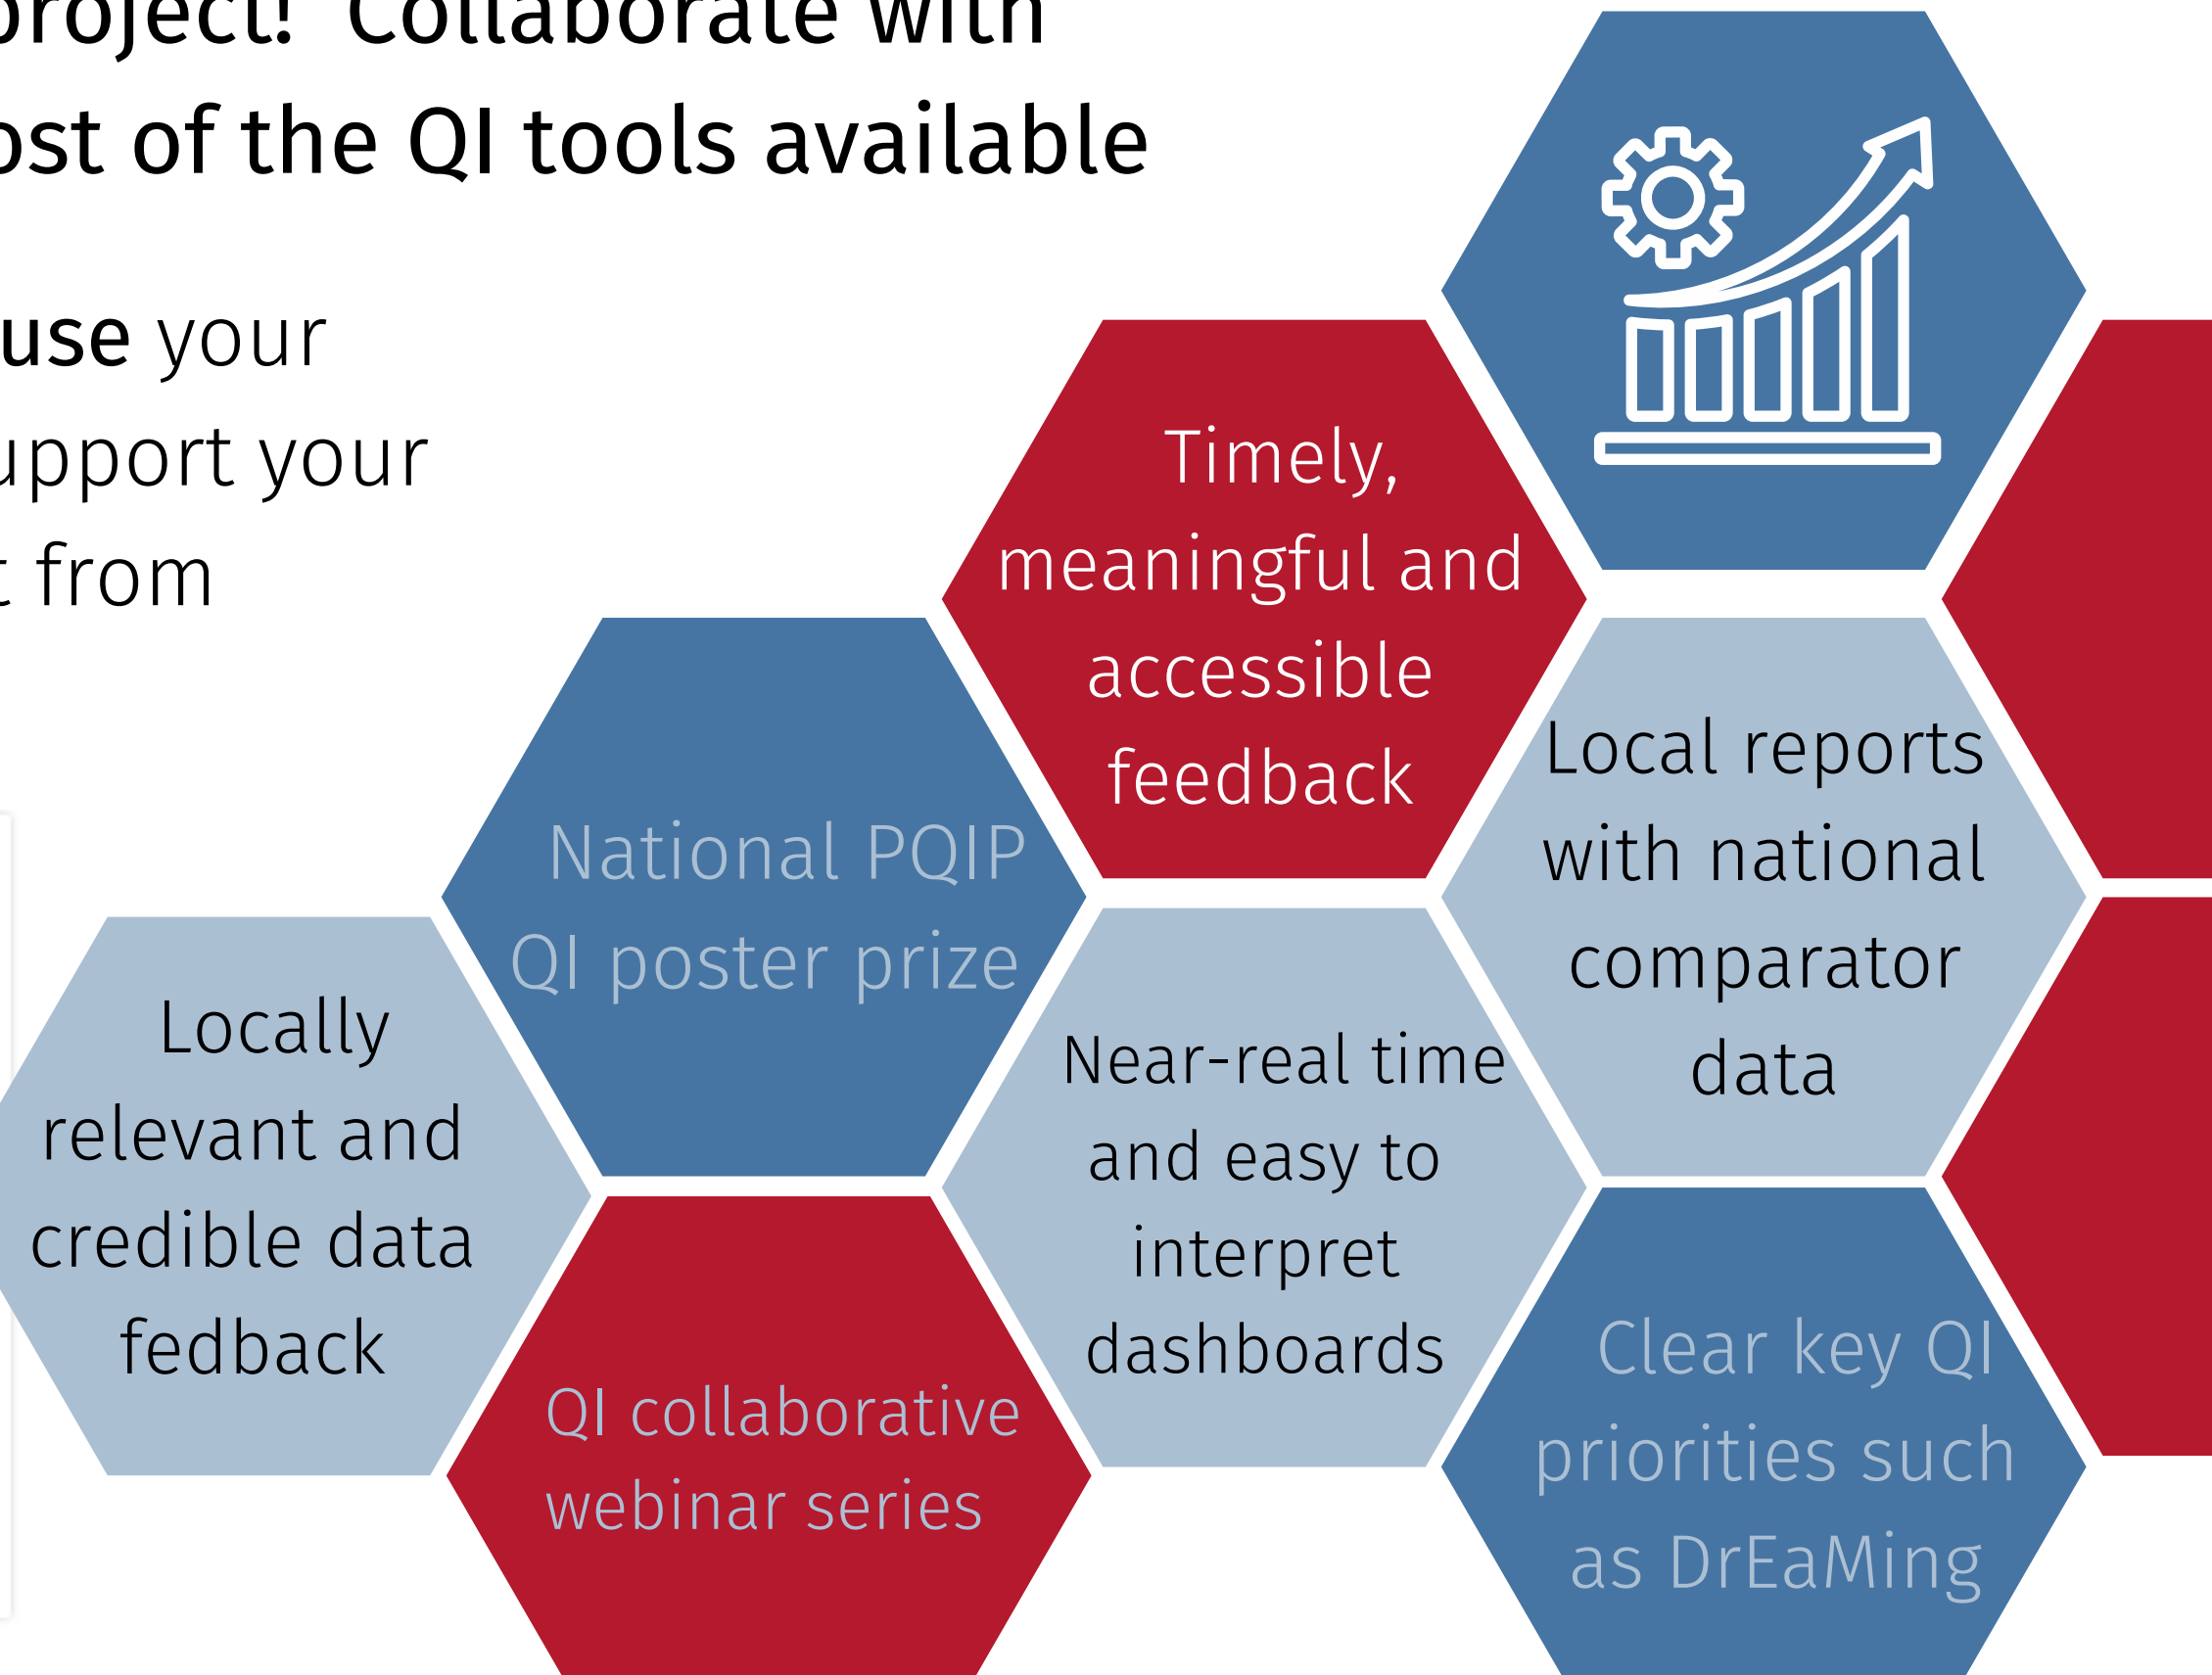 project! Collaborate with
ost of the QI tools available
use your
upport your
from
Timely,
meaningful and
accessible
feedback
Local reports
with national
comparator
data
National PQIP
QI poster prize
Near-real time
and easy to
interpret
dashboards
Locally
relevant and
credible data
fedback
QI collaborative
webinar series
Clear key QI
priorities such
as DrEaMing